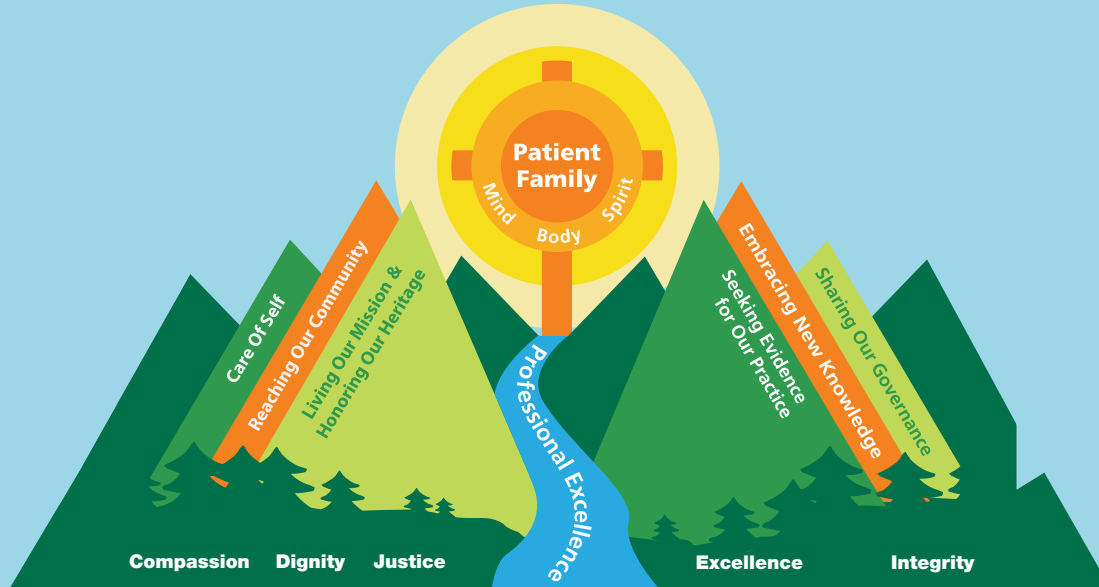 Patient
Family
Mind Body Spirit
Care Of Self
Reaching Our Community
Living Our Mission &
Honoring Our Heritage
Professional Excellence
Seeking Evidence
for Our Practice
Embracing New Knowledge
Sharing Our Governance
Compassion Dignity Justice Excellence Integrity